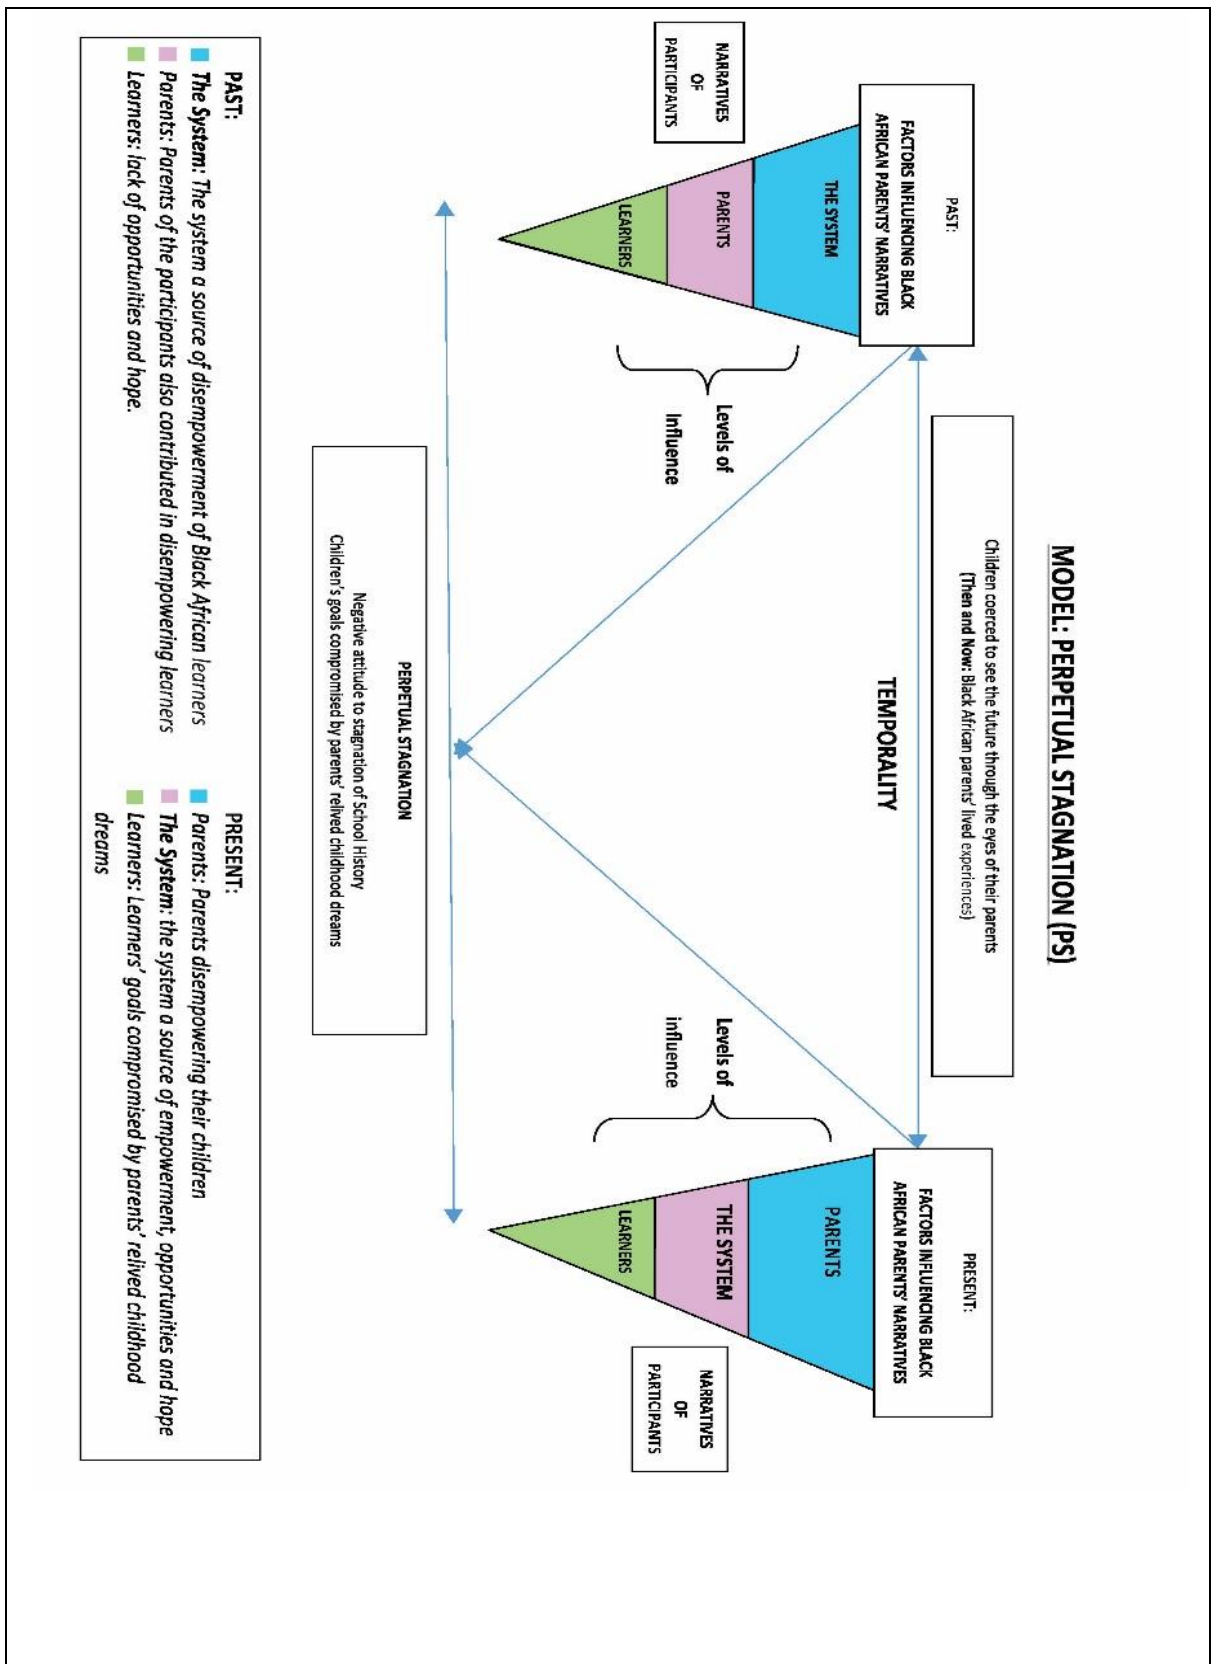 MODEL: PERPETUAL STAGNATION (PS)
Children coerced to see the future through the eyes of their parents
(Then and Now: Black African parents' lived experiences)
TEMPORALITY
PAST:
FACTORS INFLUENCING BLACK
AFRICAN PARENTS' NARRATIVES
THE SYSTEM
PARENTS
LEARNERS
NARRATIVES
OF
PARTICIPANTS
Levels of
Influence
PRESENT:
FACTORS INFLUENCING BLACK
AFRICAN PARENTS' NARRATIVES
PARENTS
THE SYSTEM
LEARNERS
Levels of
influence
NARRATIVES
OF
PARTICIPANTS
PERPETUAL STAGNATION
Negative attitude to stagnation of School History
Children's goals compromised by parents' relived childhood dreams
PAST:
The System: The system a source of disempowerment of Black African learners
Parents: Parents of the participants also contributed in disempowering learners
Learners: lack of opportunities and hope.
PRESENT:
Parents: Parents disempowering their children
The System: the system a source of empowerment, opportunities and hope
Learners: Learners' goals compromised by parents' relived childhood
dreams